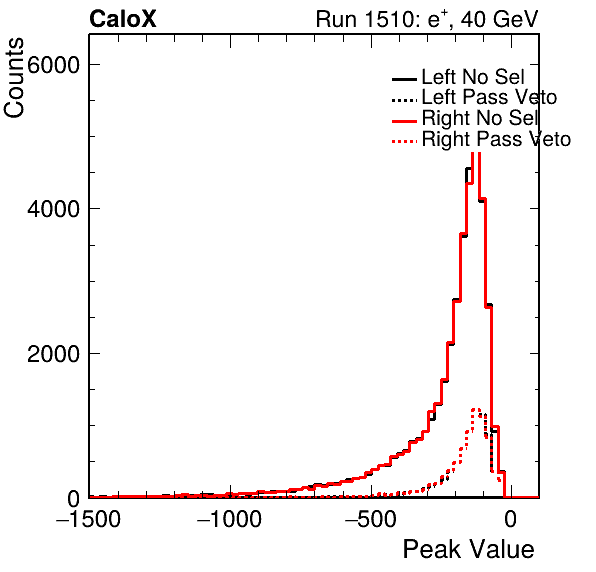 CaloX
Run 1510: e+, 40 GeV
Counts
6000
4000
2000
0
Left No Sel
Left Pass Veto
Right No Sel
Right Pass Veto
−1500
−1000
−500
0
Peak Value